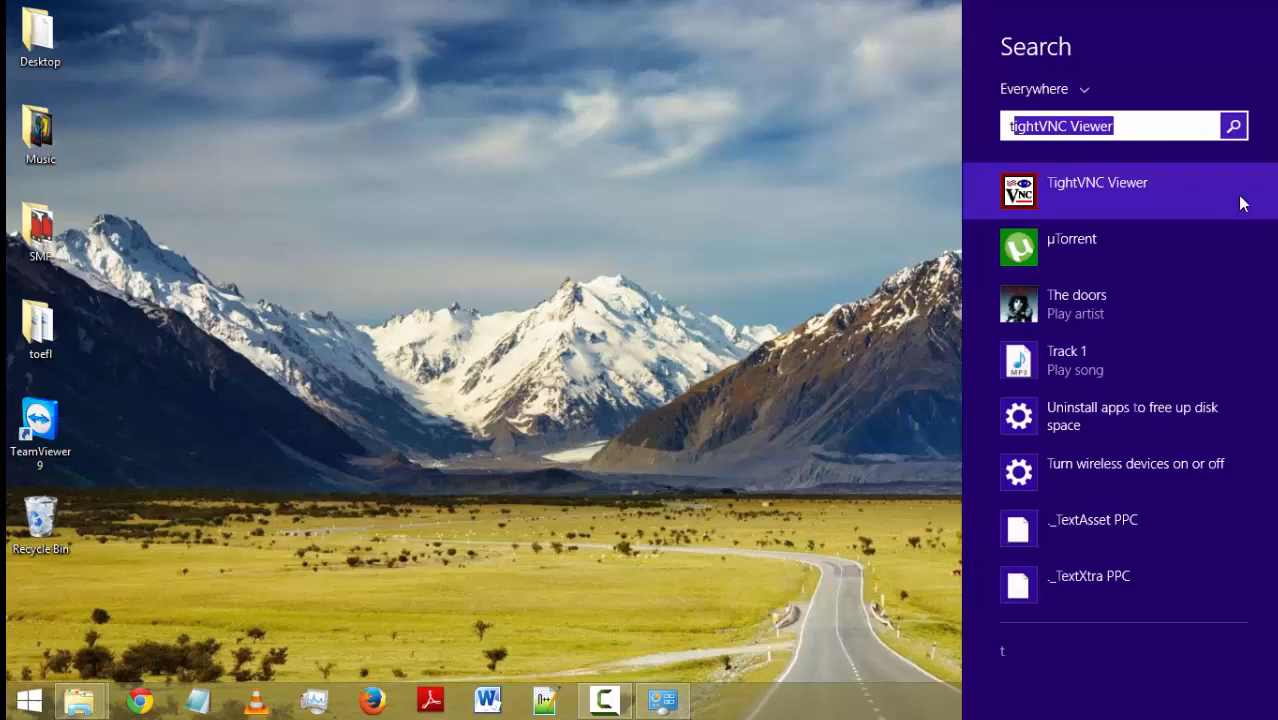 Desktop
Music
SMF
toefl
TeamViewer
9
Recycle Bin
Search
Everywhere
tightVNC Viewer
VNC
TightVNC Viewer
µTorrent
The doors
Play artist
MP3
Track 1
Play song
Uninstall apps to free up disk
space
Turn wireless devices on or off
._TextAsset PPC
._TextXtra PPC
t